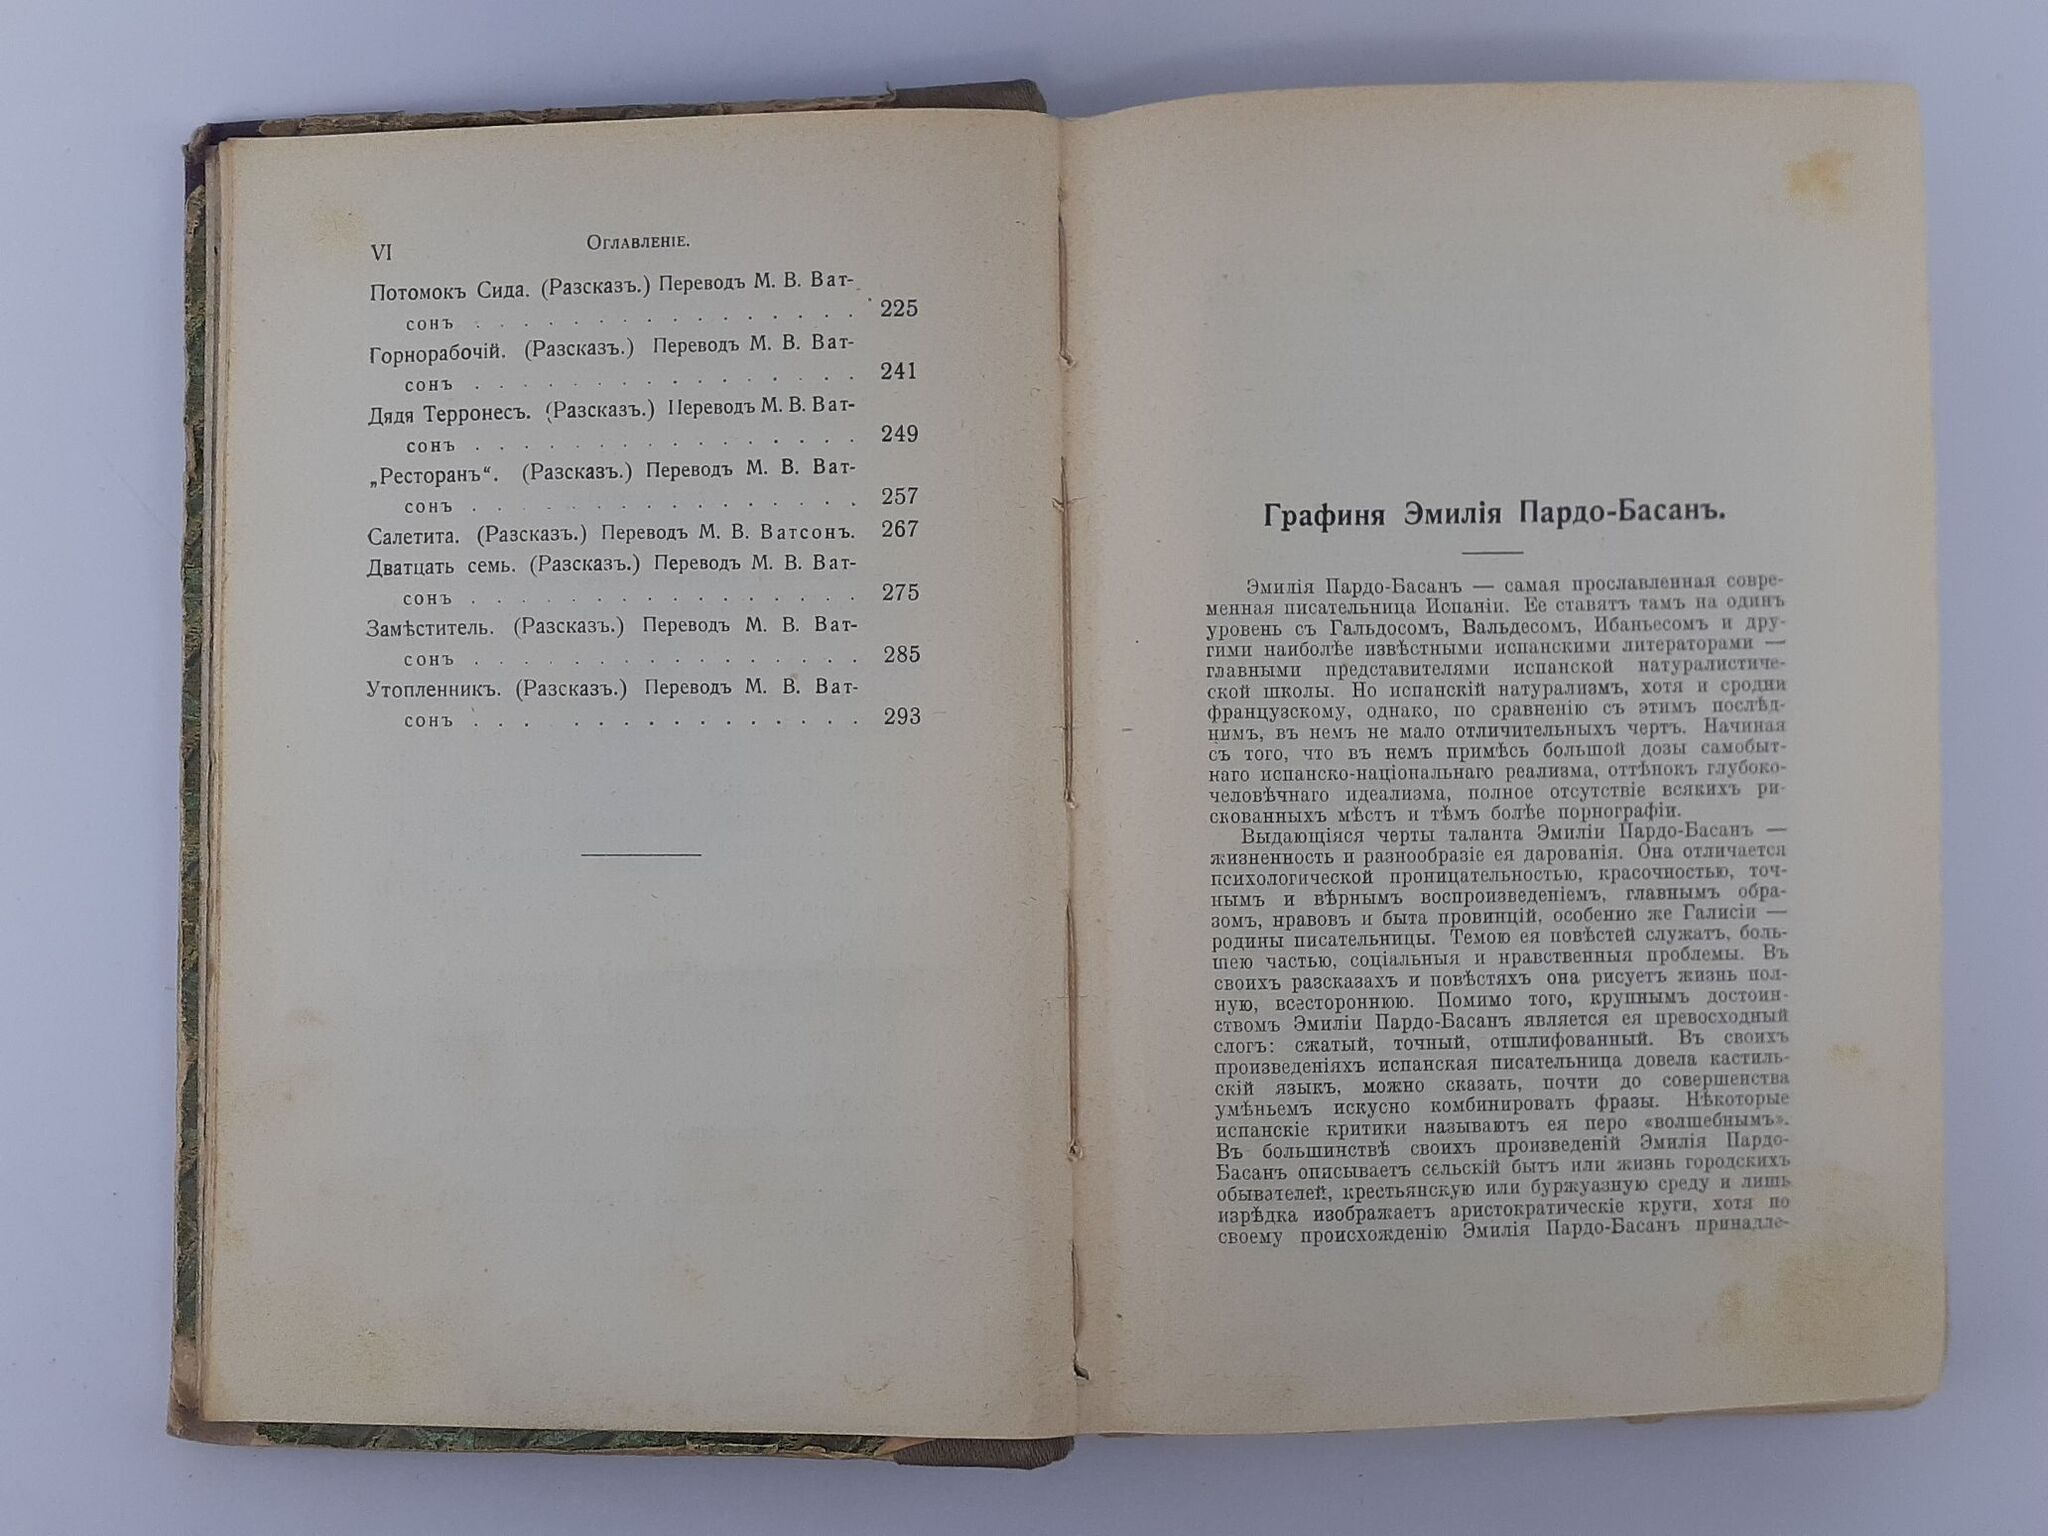 VI
Оглавленіе.
Потомокъ Сида. (Разсказъ.) Переводъ М. В. Ват-
сонъ . . . . . . . . . . . . . . . . 225
Горнорабочій. (Разсказъ.) Переводъ М. В. Ват-
сонъ . . . . . . . . . . . . . . . . 241
Дядя Терронесъ. (Разсказъ.) Переводъ М. В. Ват-
сонъ . . . . . . . . . . . . . . . . 249
„Ресторанъ“. (Разсказъ.) Переводъ М. В. Ват-
сонъ . . . . . . . . . . . . . . . . 257
Салетита. (Разсказъ.) Переводъ М. В. Ватсонъ. 267
Дватцать семь. (Разсказъ.) Переводъ М. В. Ват-
сонъ . . . . . . . . . . . . . . . . 275
Замѣститель. (Разсказъ.) Переводъ М. В. Ват-
сонъ . . . . . . . . . . . . . . . . 285
Утопленникъ. (Разсказъ.) Переводъ М. В. Ват-
сонъ . . . . . . . . . . . . . . . 293
Графиня Эмилія Пардо-Басанъ.
Эмилія Пардо-Басанъ — самая прославленная совре-
менная писательница Испаніи. Ее ставятъ тамъ на одинъ
уровень съ Гальдосомъ, Вальдесомъ, Ибаньесомъ и дру-
гими наиболѣе извѣстными испанскими литераторами —
главными представителями испанской натуралистиче-
ской школы. Но испанскій натурализмъ, хотя и сродни
французскому, однако, по сравненію съ этимъ послѣд-
нимъ, въ немъ не мало отличительныхъ чертъ. Начиная
съ того, что въ немъ примѣсь большой дозы самобыт-
наго испанско-національнаго реализма, оттѣнокъ глубоко-
человѣчнаго идеализма, полное отсутствіе всякихъ ри-
скованныхъ мѣстъ и тѣмъ болѣе порнографіи.
Выдающіяся черты таланта Эмиліи Пардо-Басанъ —
жизненность и разнообразіе ея дарованія. Она отличается
психологической проницательностью, красочностью, точ-
нымъ и вѣрнымъ воспроизведеніемъ, главнымъ обра-
зомъ, нравовъ и быта провинцій, особенно же Галисіи —
родины писательницы. Темою ея повѣстей служатъ, боль-
шею частью, соціальныя и нравственныя проблемы. Въ
своихъ разсказахъ и повѣстяхъ она рисуетъ жизнь пол-
ную, всестороннюю. Помимо того, крупнымъ достоин-
ствомъ Эмиліи Пардо-Басанъ является ея превосходный
слогъ: сжатый, точный, отшлифованный. Въ своихъ
произведеніяхъ испанская писательница довела кастиль-
скій языкъ, можно сказать, почти до совершенства
умѣньемъ искусно комбинировать фразы. Нѣкоторые
испанскіе критики называютъ ея перо «волшебнымъ».
Въ большинствѣ своихъ произведеній Эмилія Пардо-
Басанъ описываетъ сельскій бытъ или жизнь городскихъ
обывателей, крестьянскую или буржуазную среду и лишь
изрѣдка изображаетъ аристократическіе круги, хотя по
своему происхожденію Эмилія Пардо-Басанъ принадле-